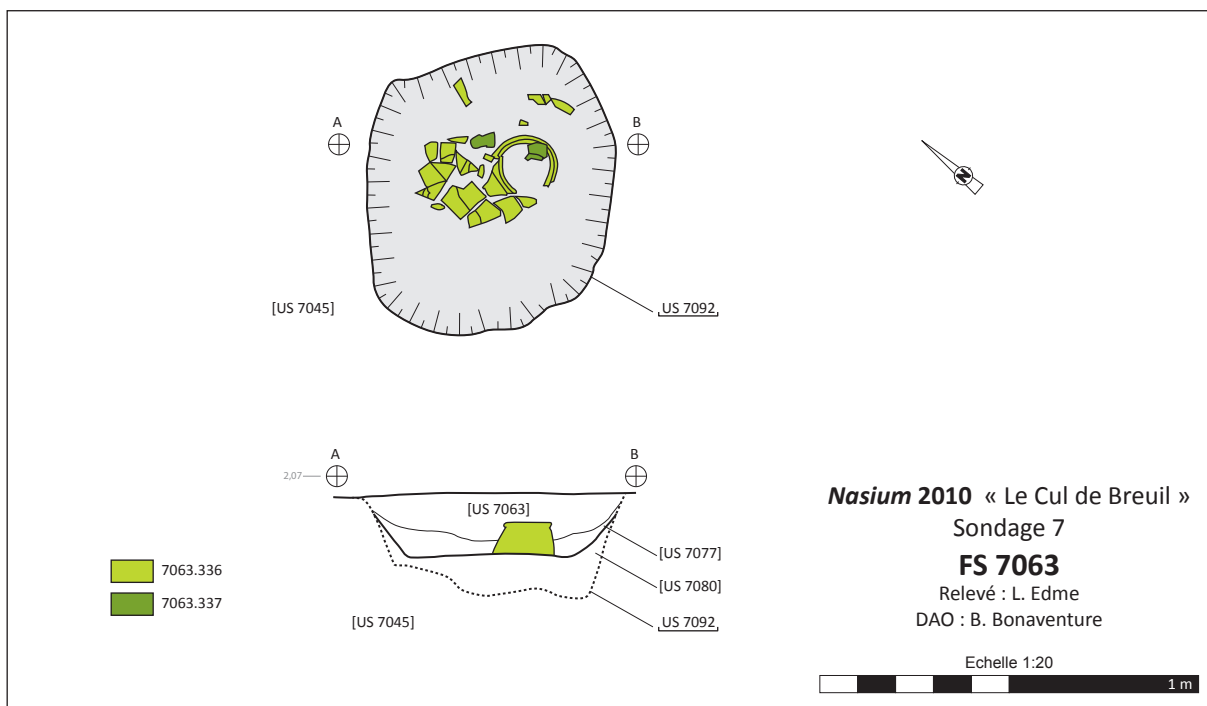 A
B
N
[US 7045]
US 7092
A
B
2,07
[US 7063]
[US 7077]
[US 7080]
[US 7045]
US 7092
7063.336
7063.337
Nasium 2010 « Le Cul de Breuil »
Sondage 7
FS 7063
Relevé : L. Edme
DAO : B. Bonaventure
Echelle 1:20
1 m